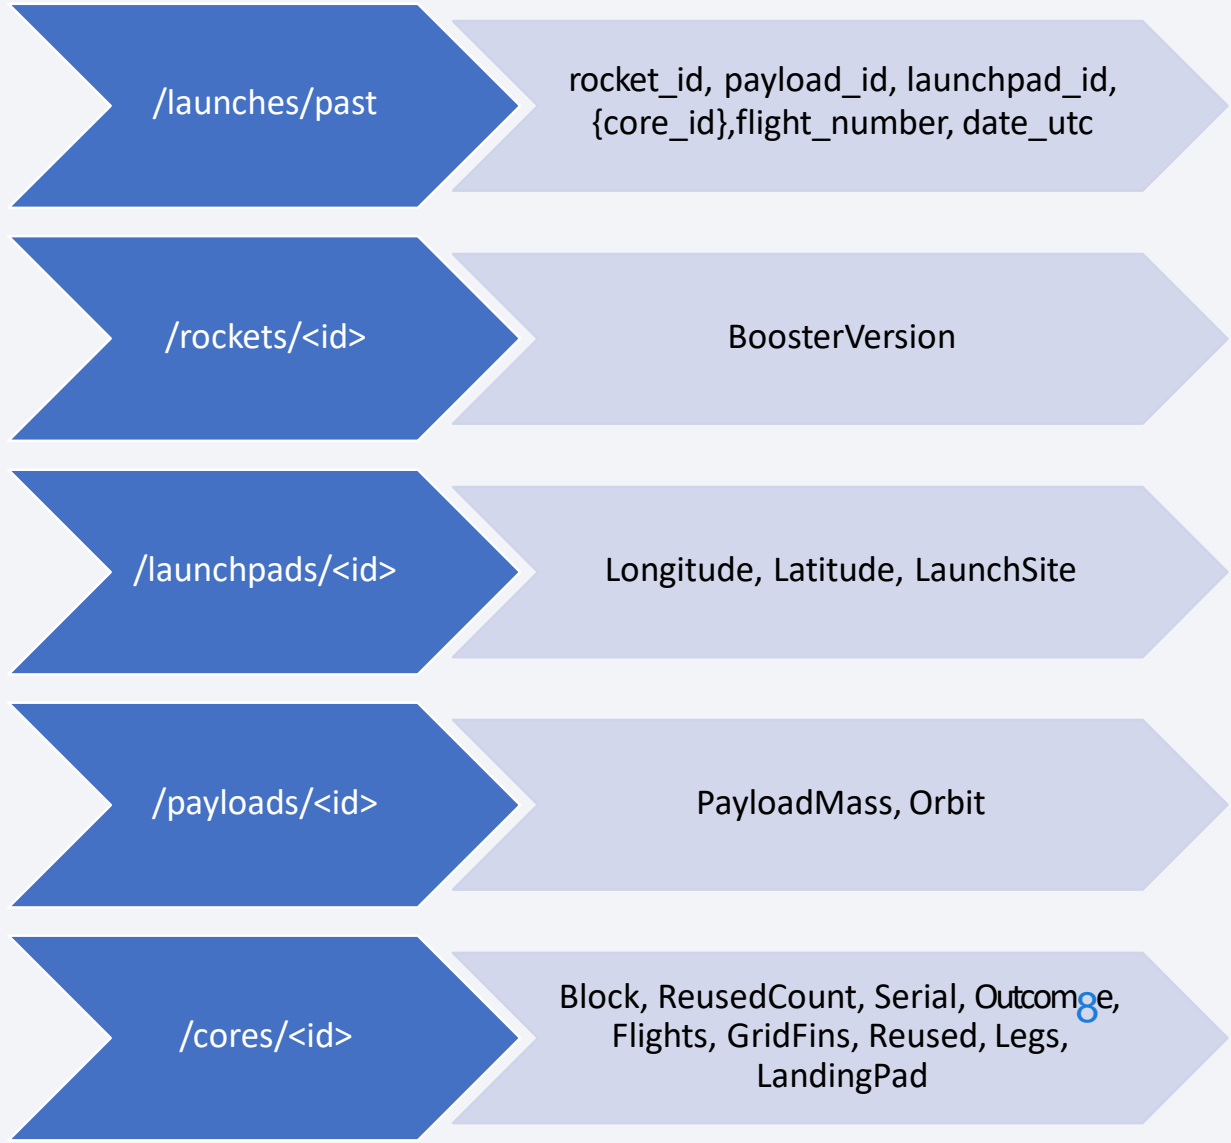 /launches/past
rocket_id, payload_id, launchpad_id,
{core_id},flight_number, date_utc
/rockets/<id>
BoosterVersion
/launchpads/<id>
Longitude, Latitude, LaunchSite
/payloads/<id>
PayloadMass, Orbit
/cores/<id>
Block, ReusedCount, Serial, Outcome,
Flights, GridFins, Reused, Legs,
LandingPad
8